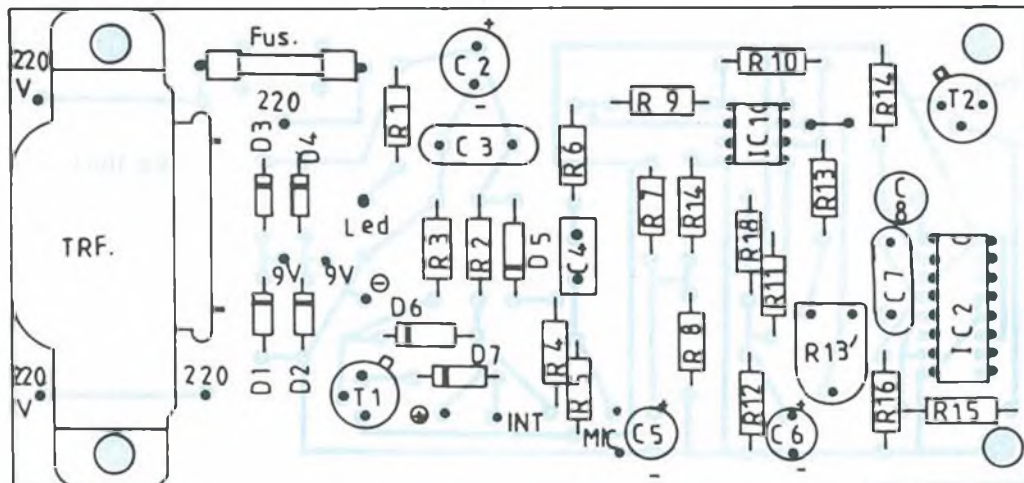 220
V
Fus.
+
C2
-
R10
R14
T2
R9
IC1
R1
220
D3
D4
C3
R6
R7
R14
R13
C8
TRF.
Led
R3
R2
D5
C4
R18
R11
C7
IC2
9V
9V
⊖
D6
R4
R8
R13'
D1
D2
220
V
220
T1
D7
R5
R12
R16
R15
⊕
INT
MIC
C5
+
-
C6
+
-